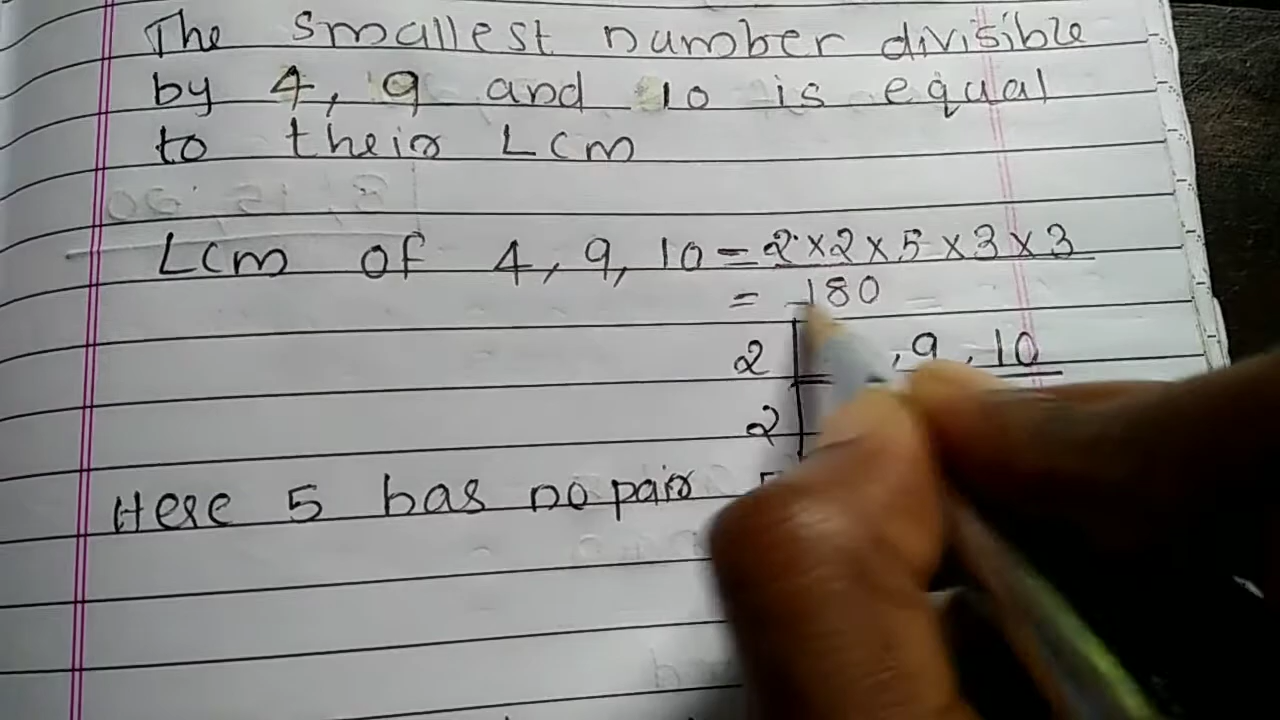 The smallest number divisible
by 4, 9 and 10 is equal
to their LCM
LCM of 4, 9, 10 = 2×2×5×3×3
= 180
2 , 9, 10
2
Here 5 has no pair